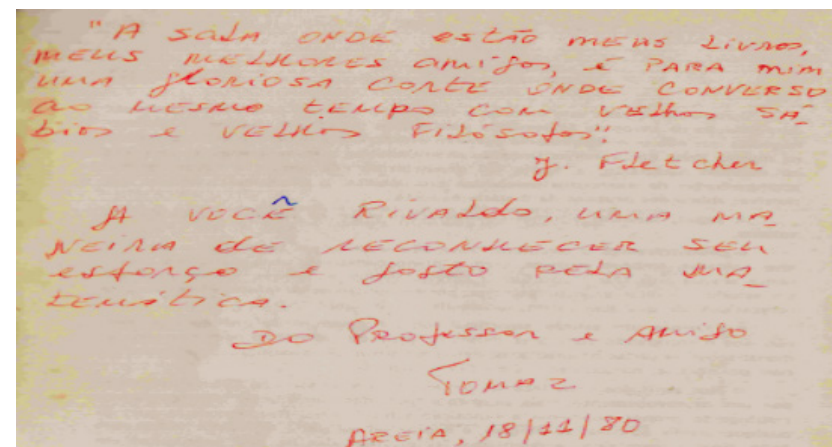 "A SALA ONDE estão meus Livros,
meus melhores amigos, é PARA mim
uma gloriosa corte onde converso
ao mesmo tempo com velhos SÁ_
bios e velhos Filósofos".
J. Fletcher
A você Rivaldo, uma ma_
neira de reconhecer seu
esforço e gosto pela ma_
temática.
Do Professor e Amigo
Tomaz
AREIA, 18/11/80